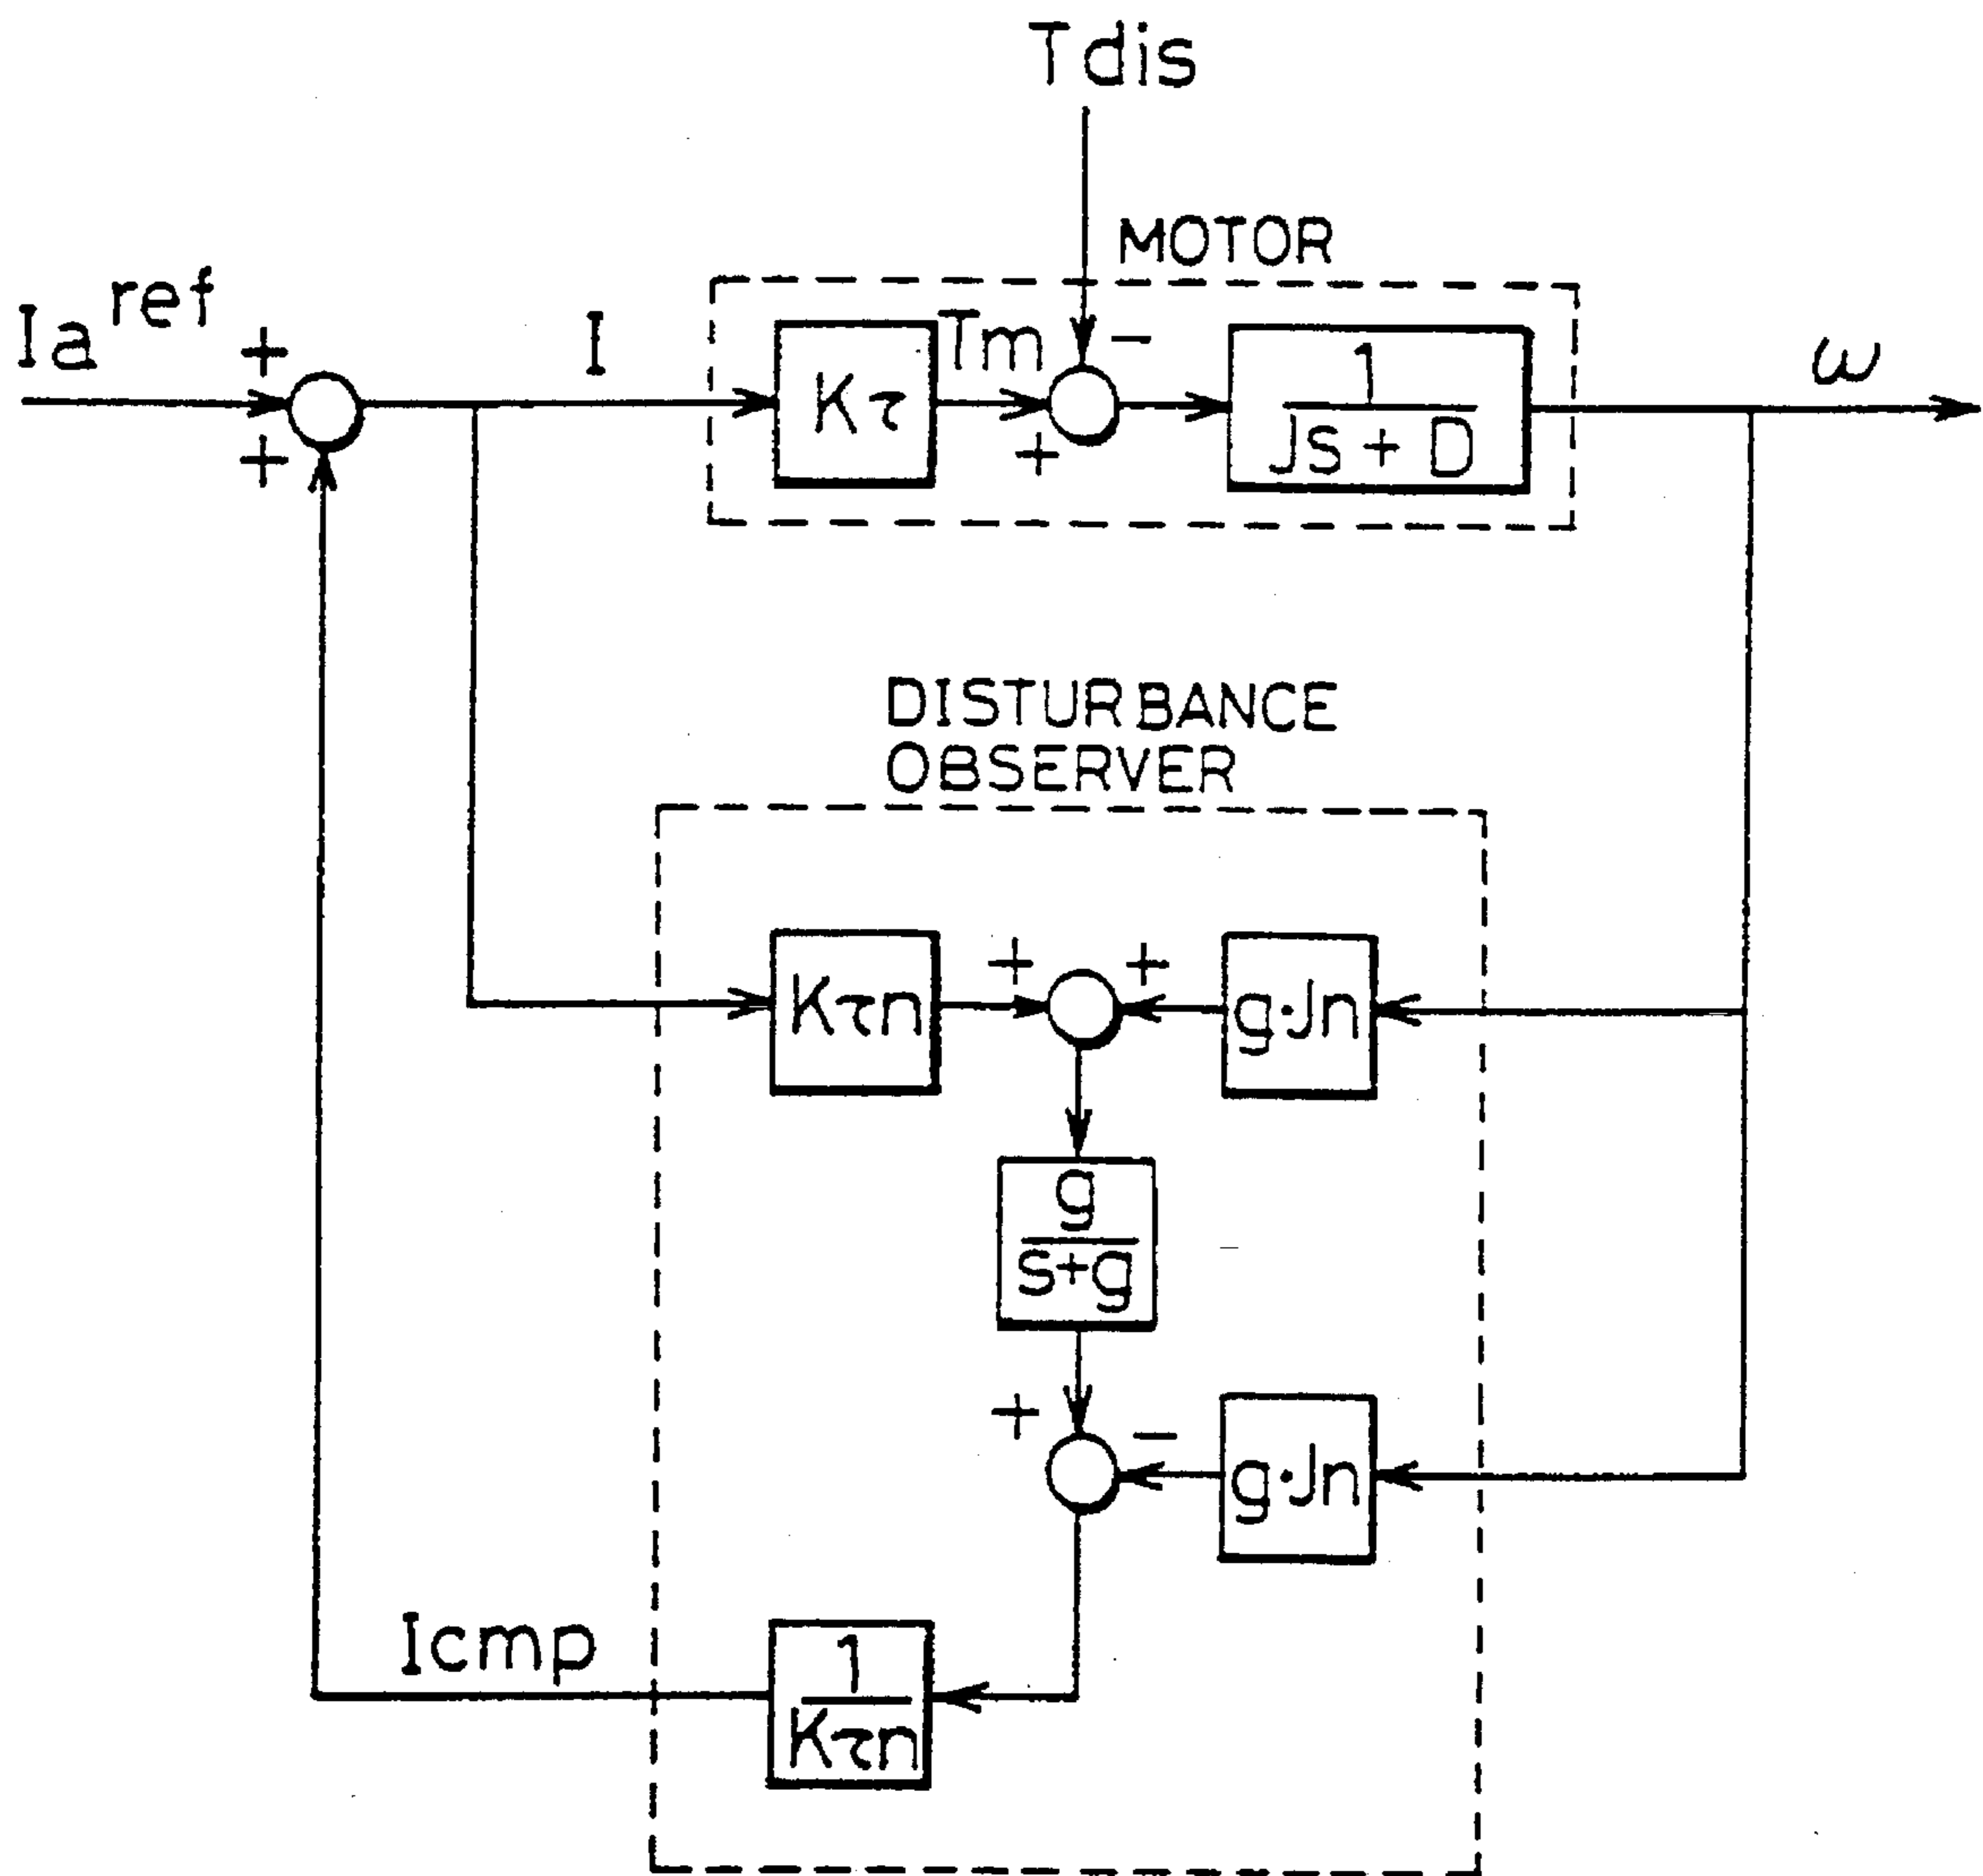 Tdis
MOTOR
Ia^ref
+
+
I
Kτ
Tm
−
+
1
Js + D
ω
DISTURBANCE
OBSERVER
Kτn
+
+
g·Jn
g
s+g
+
−
g·Jn
Icmp
1
Kτn